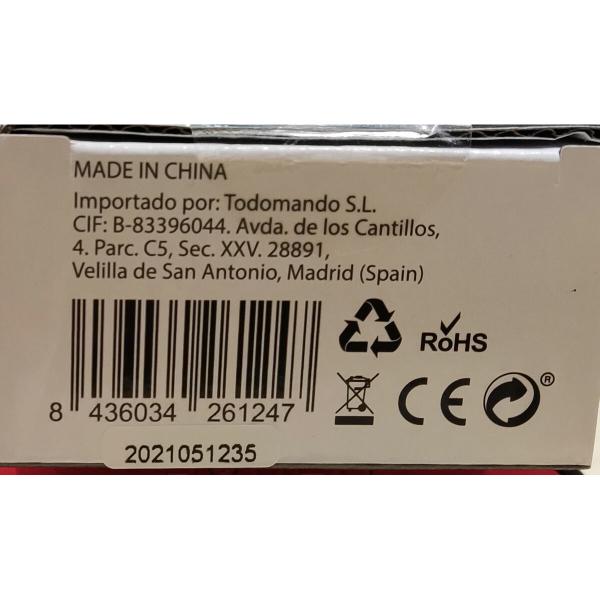 MADE IN CHINA
Importado por: Todomando S.L.
CIF: B-83396044. Avda. de los Cantillos,
4. Parc. C5, Sec. XXV. 28891,
Velilla de San Antonio, Madrid (Spain)
RoHS
CE ®
8 436034 261247
2021051235